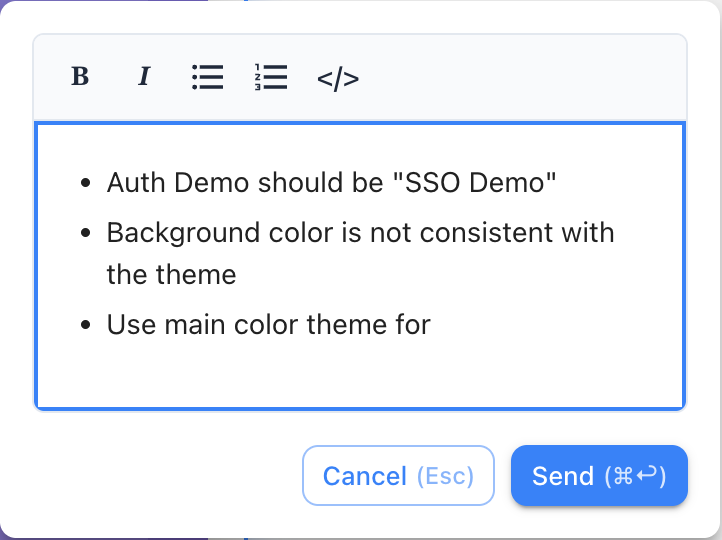 B I </>
• Auth Demo should be "SSO Demo"
• Background color is not consistent with
the theme
• Use main color theme for
Cancel (Esc) Send (⌘↩)